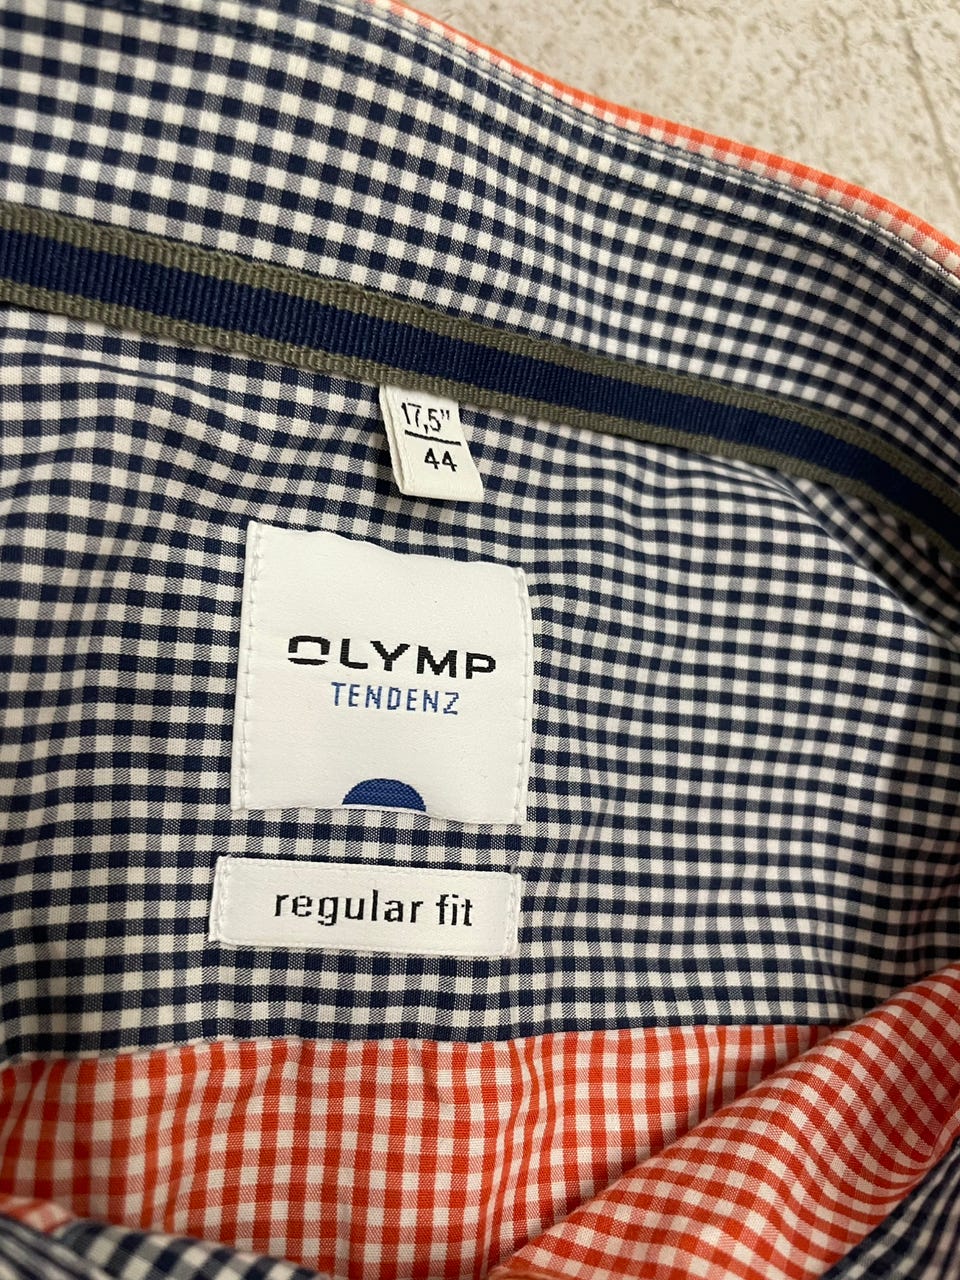 17,5"
44
OLYMP
TENDENZ
regular fit